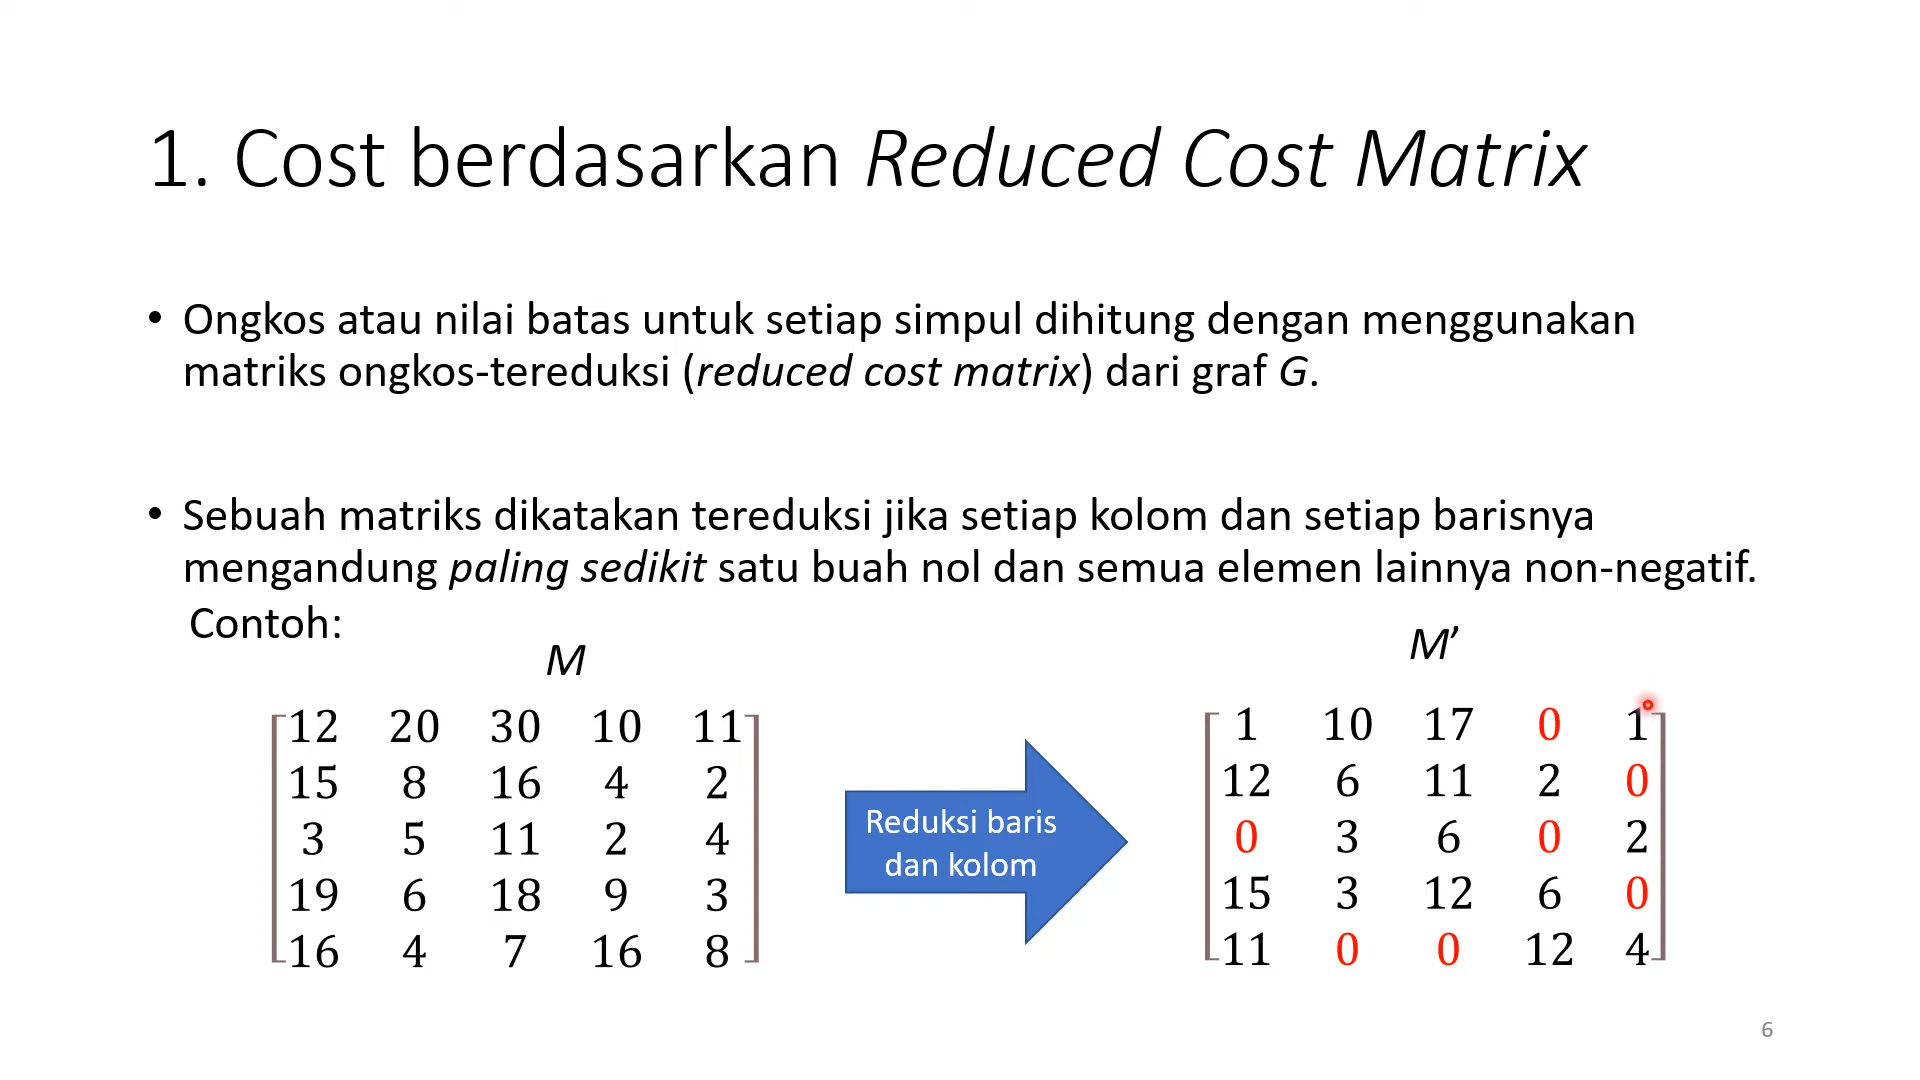 1. Cost berdasarkan Reduced Cost Matrix
• Ongkos atau nilai batas untuk setiap simpul dihitung dengan menggunakan
matriks ongkos-tereduksi (reduced cost matrix) dari graf G.
• Sebuah matriks dikatakan tereduksi jika setiap kolom dan setiap barisnya
mengandung paling sedikit satu buah nol dan semua elemen lainnya non-negatif.
Contoh:
M
12 20 30 10 11
15 8 16 4 2
3 5 11 2 4
19 6 18 9 3
16 4 7 16 8
Reduksi baris
dan kolom
M’
1 10 17 0 1
12 6 11 2 0
0 3 6 0 2
15 3 12 6 0
11 0 0 12 4
6